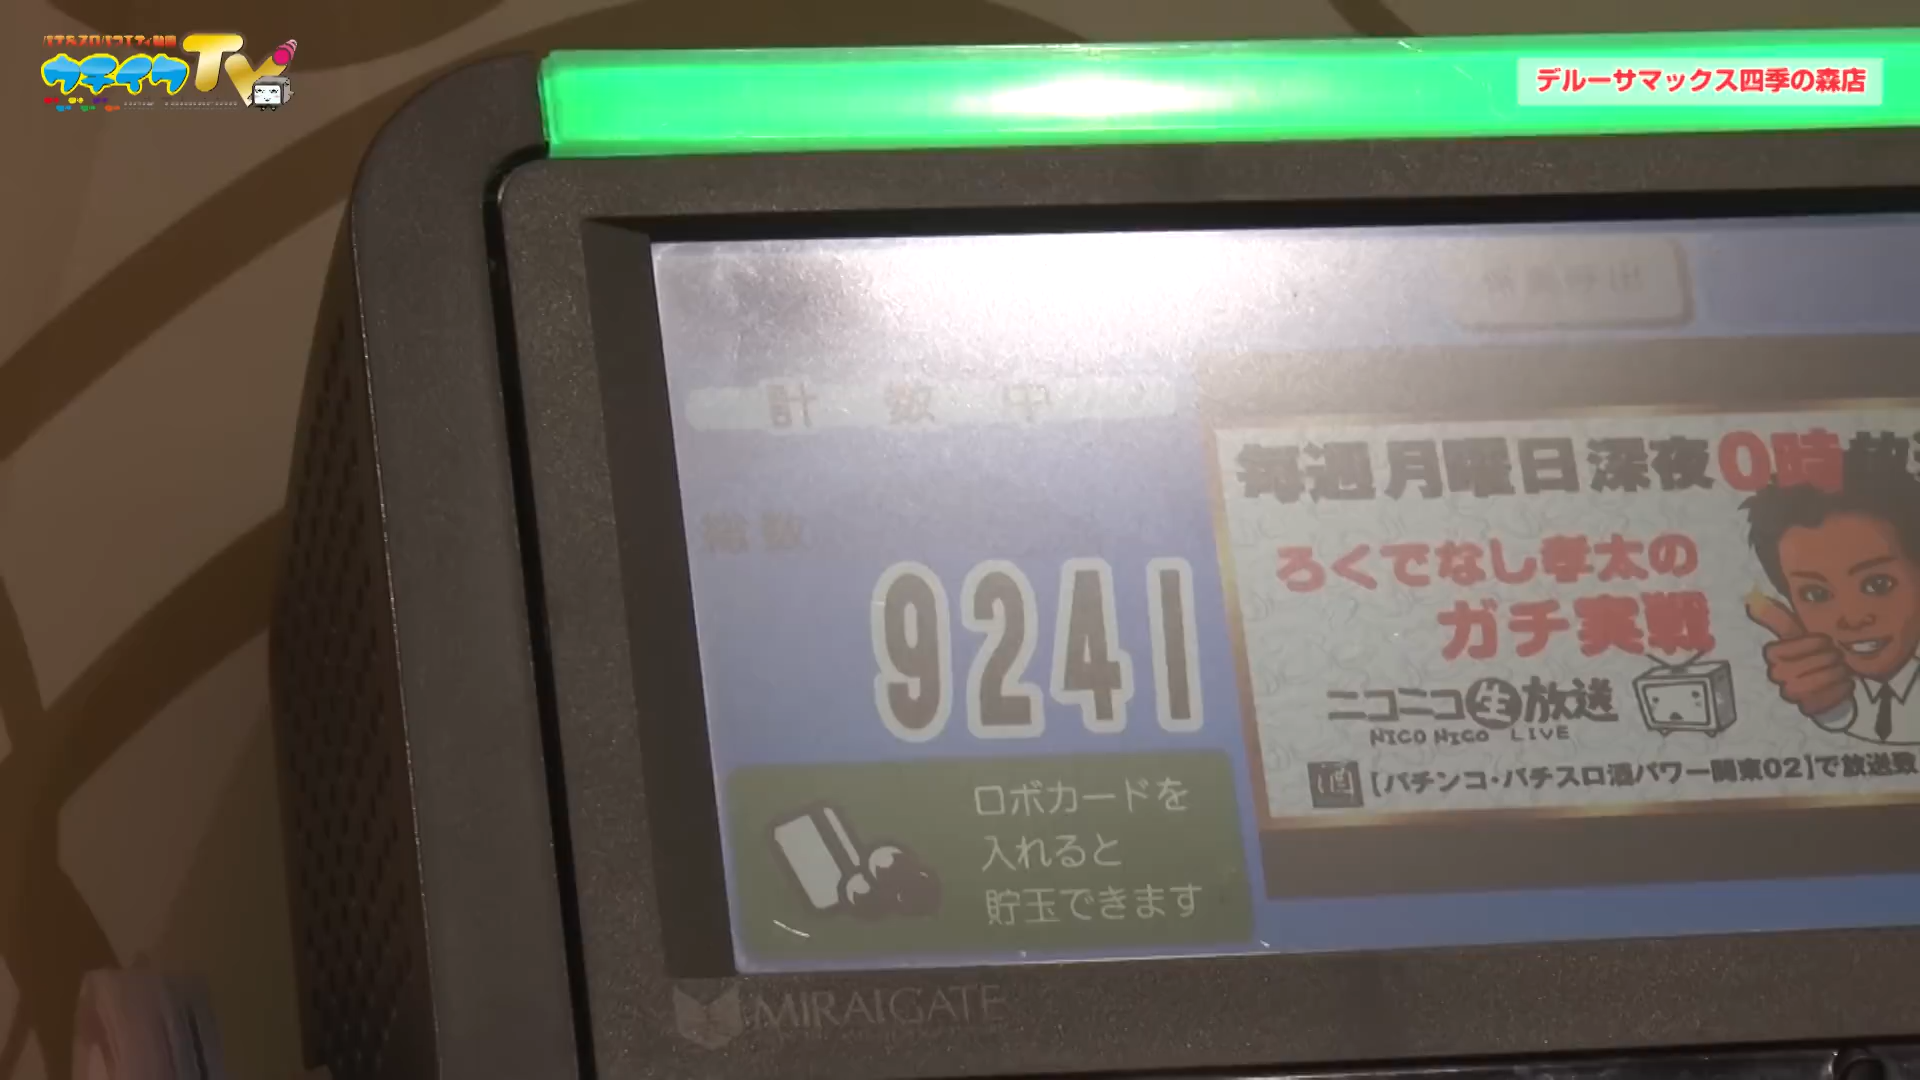 ウチイクTV
デルーサマックス四季の森店
計数中
総数
9241
毎週月曜日深夜0時放
ろくでなし孝太の
ガチ実戦
ニコニコ生放送
NICO NICO LIVE
【パチンコ・パチスロ酒パワー関東02】で放送
ロボカードを
入れると
貯玉できます
MIRAIGATE